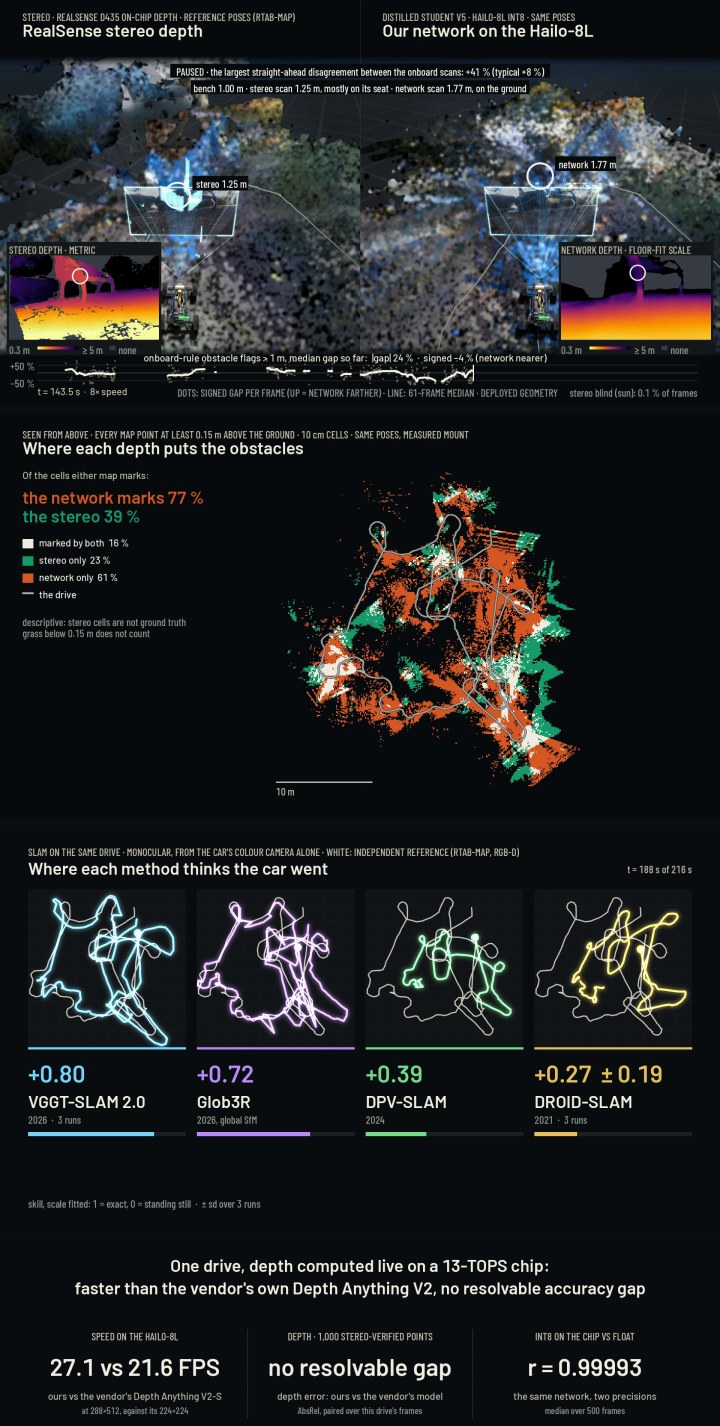 STEREO · REALSENSE D435 ON-CHIP DEPTH · REFERENCE POSES (RTAB-MAP)
RealSense stereo depth
DISTILLED STUDENT V5 · HAILO-8L INT8 · SAME POSES
Our network on the Hailo-8L
PAUSED · the largest straight-ahead disagreement between the onboard scans: +41 % (typical +8 %)
bench 1.00 m · stereo scan 1.25 m, mostly on its seat · network scan 1.77 m, on the ground
stereo 1.25 m
network 1.77 m
STEREO DEPTH · METRIC
0.3 m ≥ 5 m none
NETWORK DEPTH · FLOOR-FIT SCALE
0.3 m ≥ 5 m none
onboard-rule obstacle flags > 1 m, median gap so far: |gap| 24 % · signed −4 % (network nearer)
+50 %
−50 %
t = 143.5 s · 8× speed
DOTS: SIGNED GAP PER FRAME (UP = NETWORK FARTHER) · LINE: 61-FRAME MEDIAN · DEPLOYED GEOMETRY
stereo blind (sun): 0.1 % of frames
SEEN FROM ABOVE · EVERY MAP POINT AT LEAST 0.15 m ABOVE THE GROUND · 10 cm CELLS · SAME POSES, MEASURED MOUNT
Where each depth puts the obstacles
Of the cells either map marks:
the network marks 77 %
the stereo 39 %
marked by both 16 %
stereo only 23 %
network only 61 %
the drive
descriptive: stereo cells are not ground truth
grass below 0.15 m does not count
10 m
SLAM ON THE SAME DRIVE · MONOCULAR, FROM THE CAR'S COLOUR CAMERA ALONE · WHITE: INDEPENDENT REFERENCE (RTAB-MAP, RGB-D)
Where each method thinks the car went
t = 188 s of 216 s
+0.80
VGGT-SLAM 2.0
2026 · 3 runs
+0.72
Glob3R
2026, global SfM
+0.39
DPV-SLAM
2024
+0.27 ± 0.19
DROID-SLAM
2021 · 3 runs
skill, scale fitted: 1 = exact, 0 = standing still · ± sd over 3 runs
One drive, depth computed live on a 13-TOPS chip:
faster than the vendor's own Depth Anything V2, no resolvable accuracy gap
SPEED ON THE HAILO-8L
27.1 vs 21.6 FPS
ours vs the vendor's Depth Anything V2-S
at 288×512, against its 224×224
DEPTH · 1,000 STEREO-VERIFIED POINTS
no resolvable gap
depth error: ours vs the vendor's model
AbsRel, paired over this drive's frames
INT8 ON THE CHIP VS FLOAT
r = 0.99993
the same network, two precisions
median over 500 frames